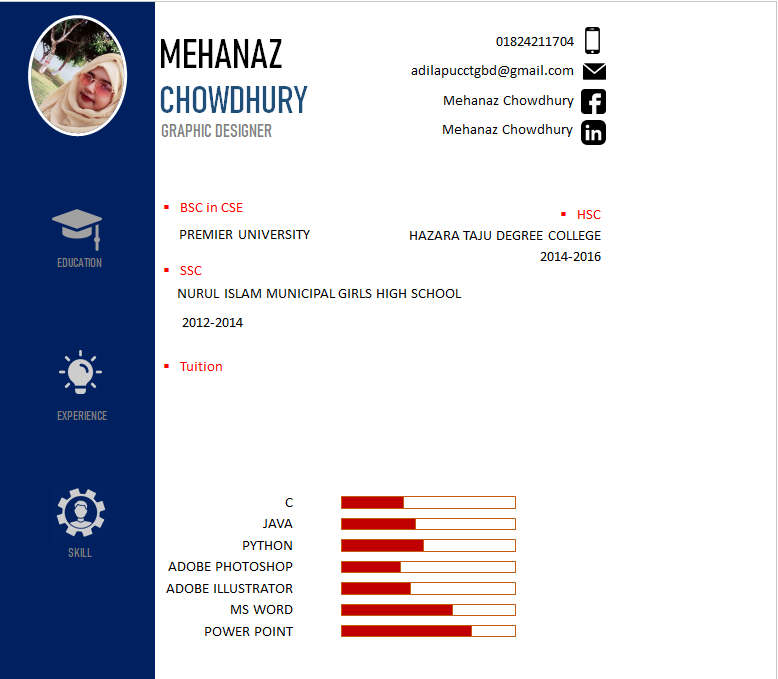 MEHANAZ
CHOWDHURY
GRAPHIC DESIGNER
01824211704
adilapucctgbd@gmail.com
Mehanaz Chowdhury
Mehanaz Chowdhury
EDUCATION
▪ BSC in CSE
PREMIER UNIVERSITY
▪ HSC
HAZARA TAJU DEGREE COLLEGE
2014-2016
▪ SSC
NURUL ISLAM MUNICIPAL GIRLS HIGH SCHOOL
2012-2014
EXPERIENCE
▪ Tuition
SKILL
C
JAVA
PYTHON
ADOBE PHOTOSHOP
ADOBE ILLUSTRATOR
MS WORD
POWER POINT